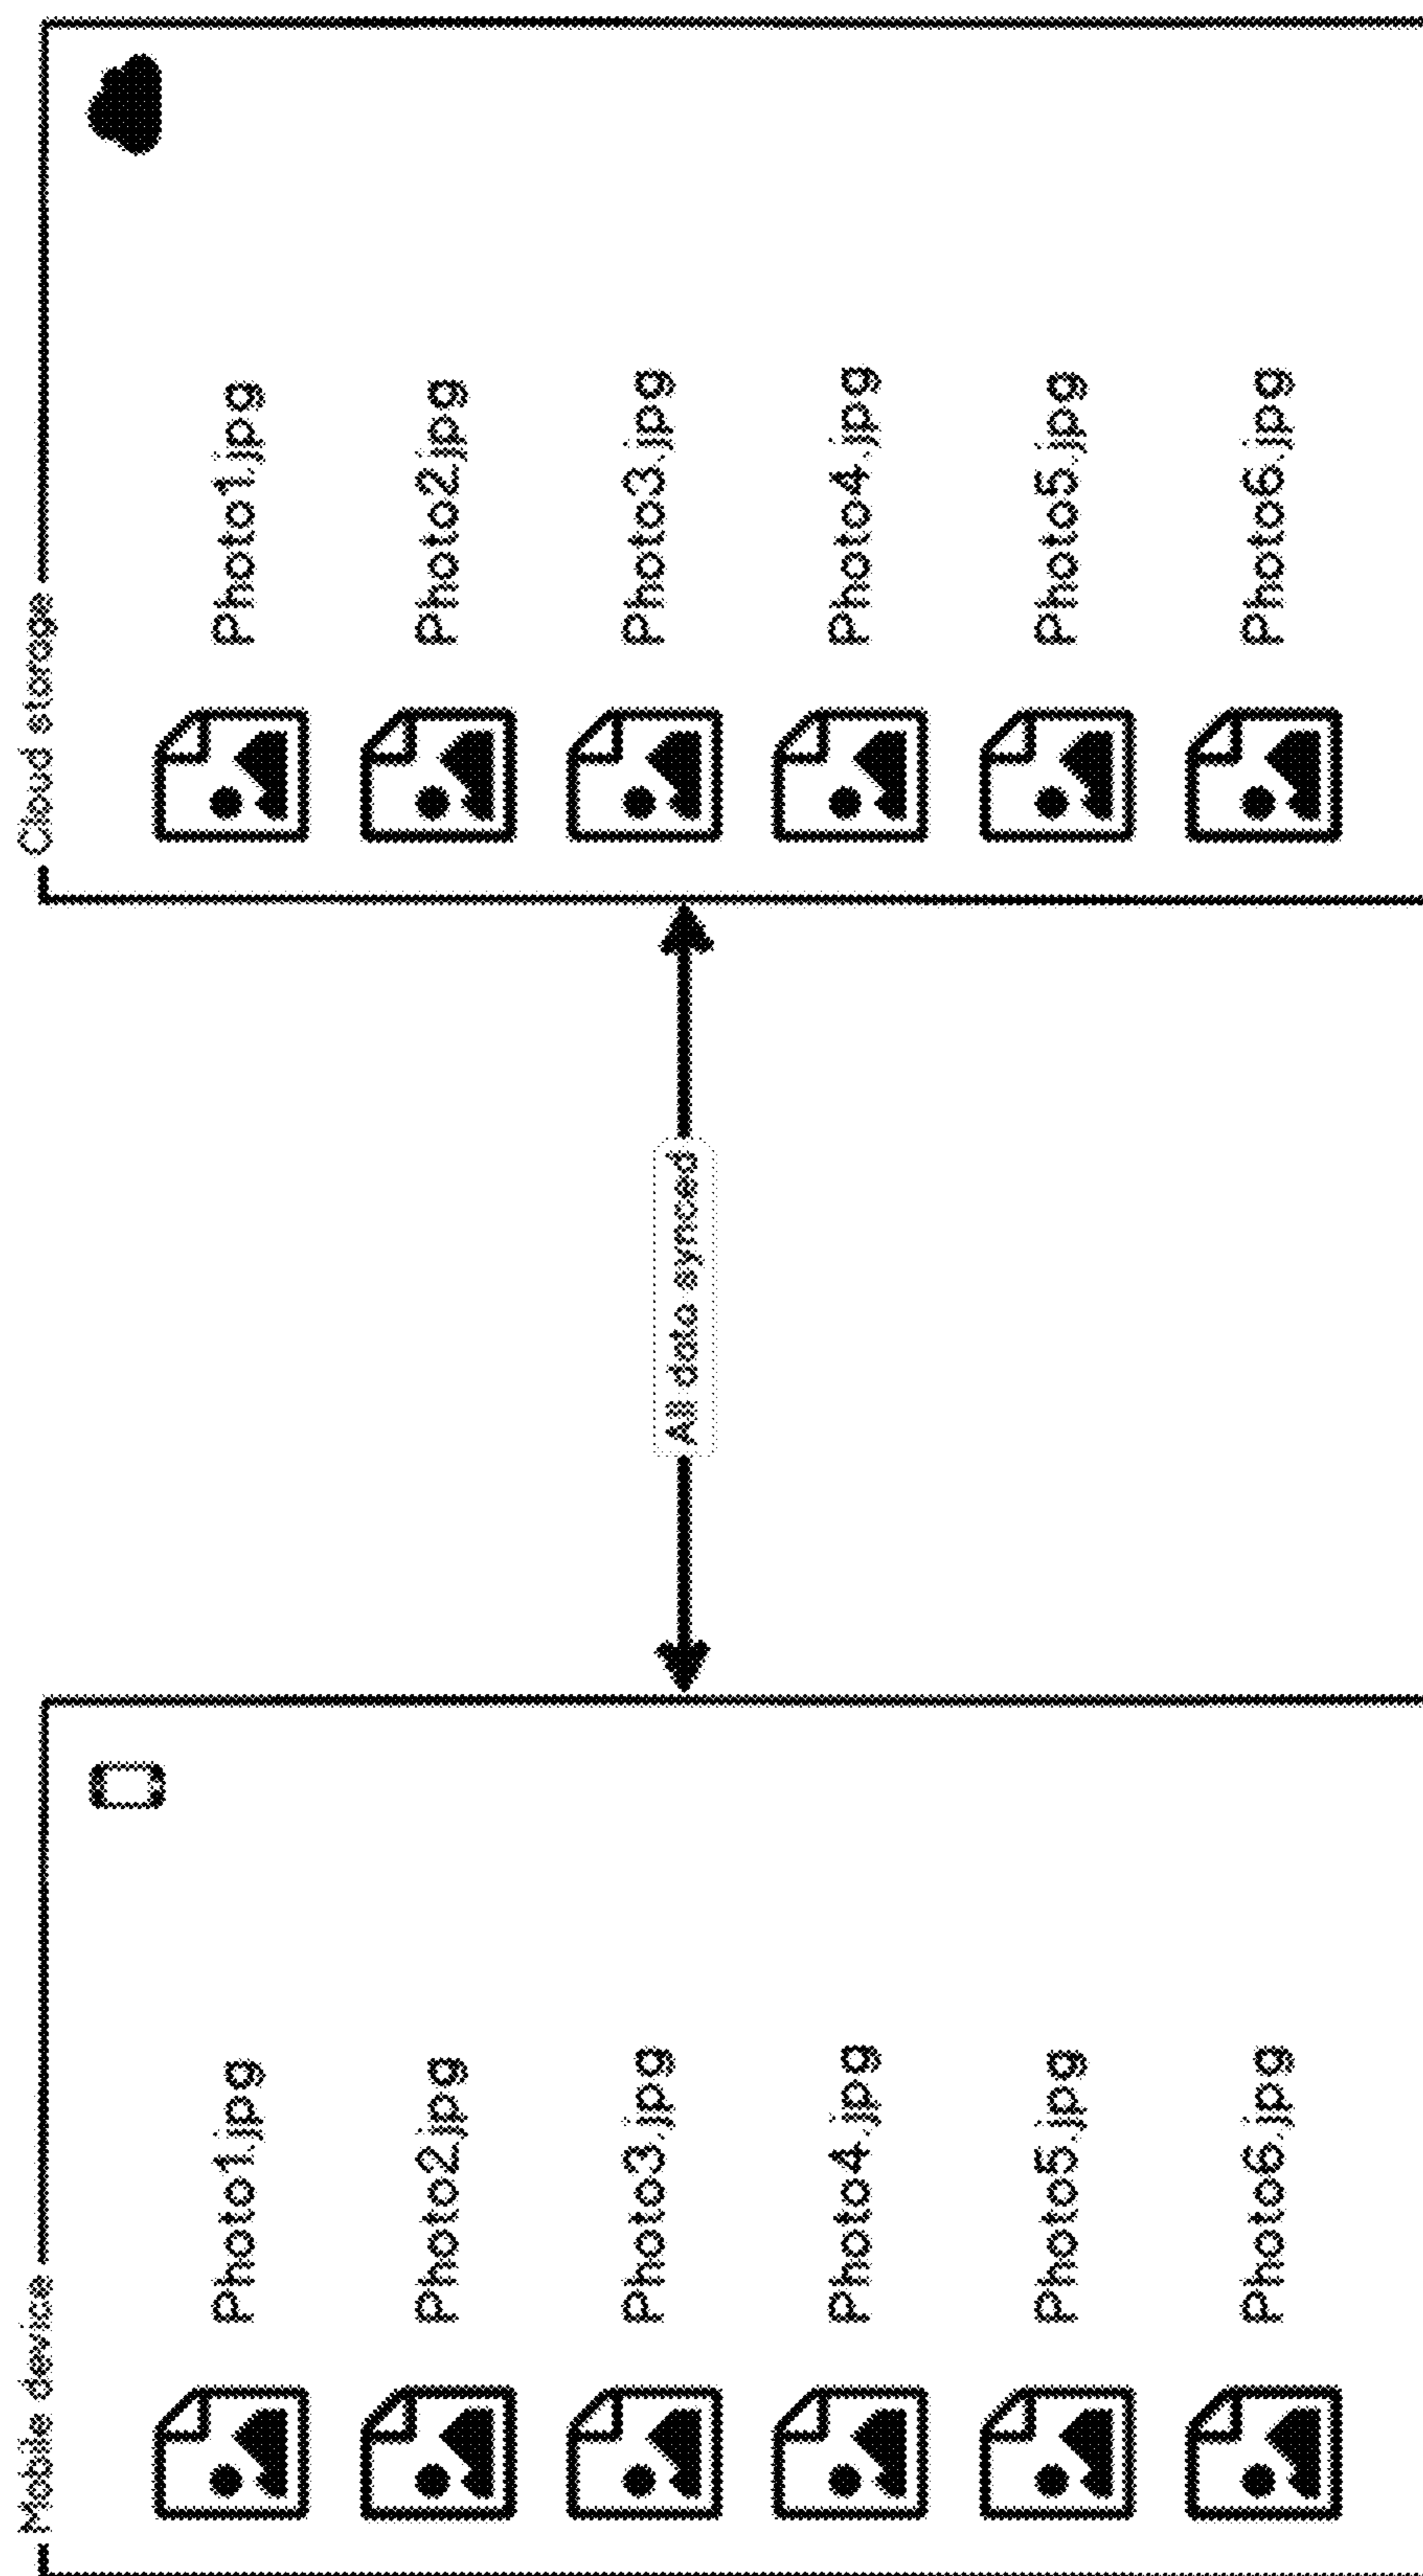 Mobile device
Photo1.jpg
Photo2.jpg
Photo3.jpg
Photo4.jpg
Photo5.jpg
Photo6.jpg
All data synced
Cloud storage
Photo1.jpg
Photo2.jpg
Photo3.jpg
Photo4.jpg
Photo5.jpg
Photo6.jpg